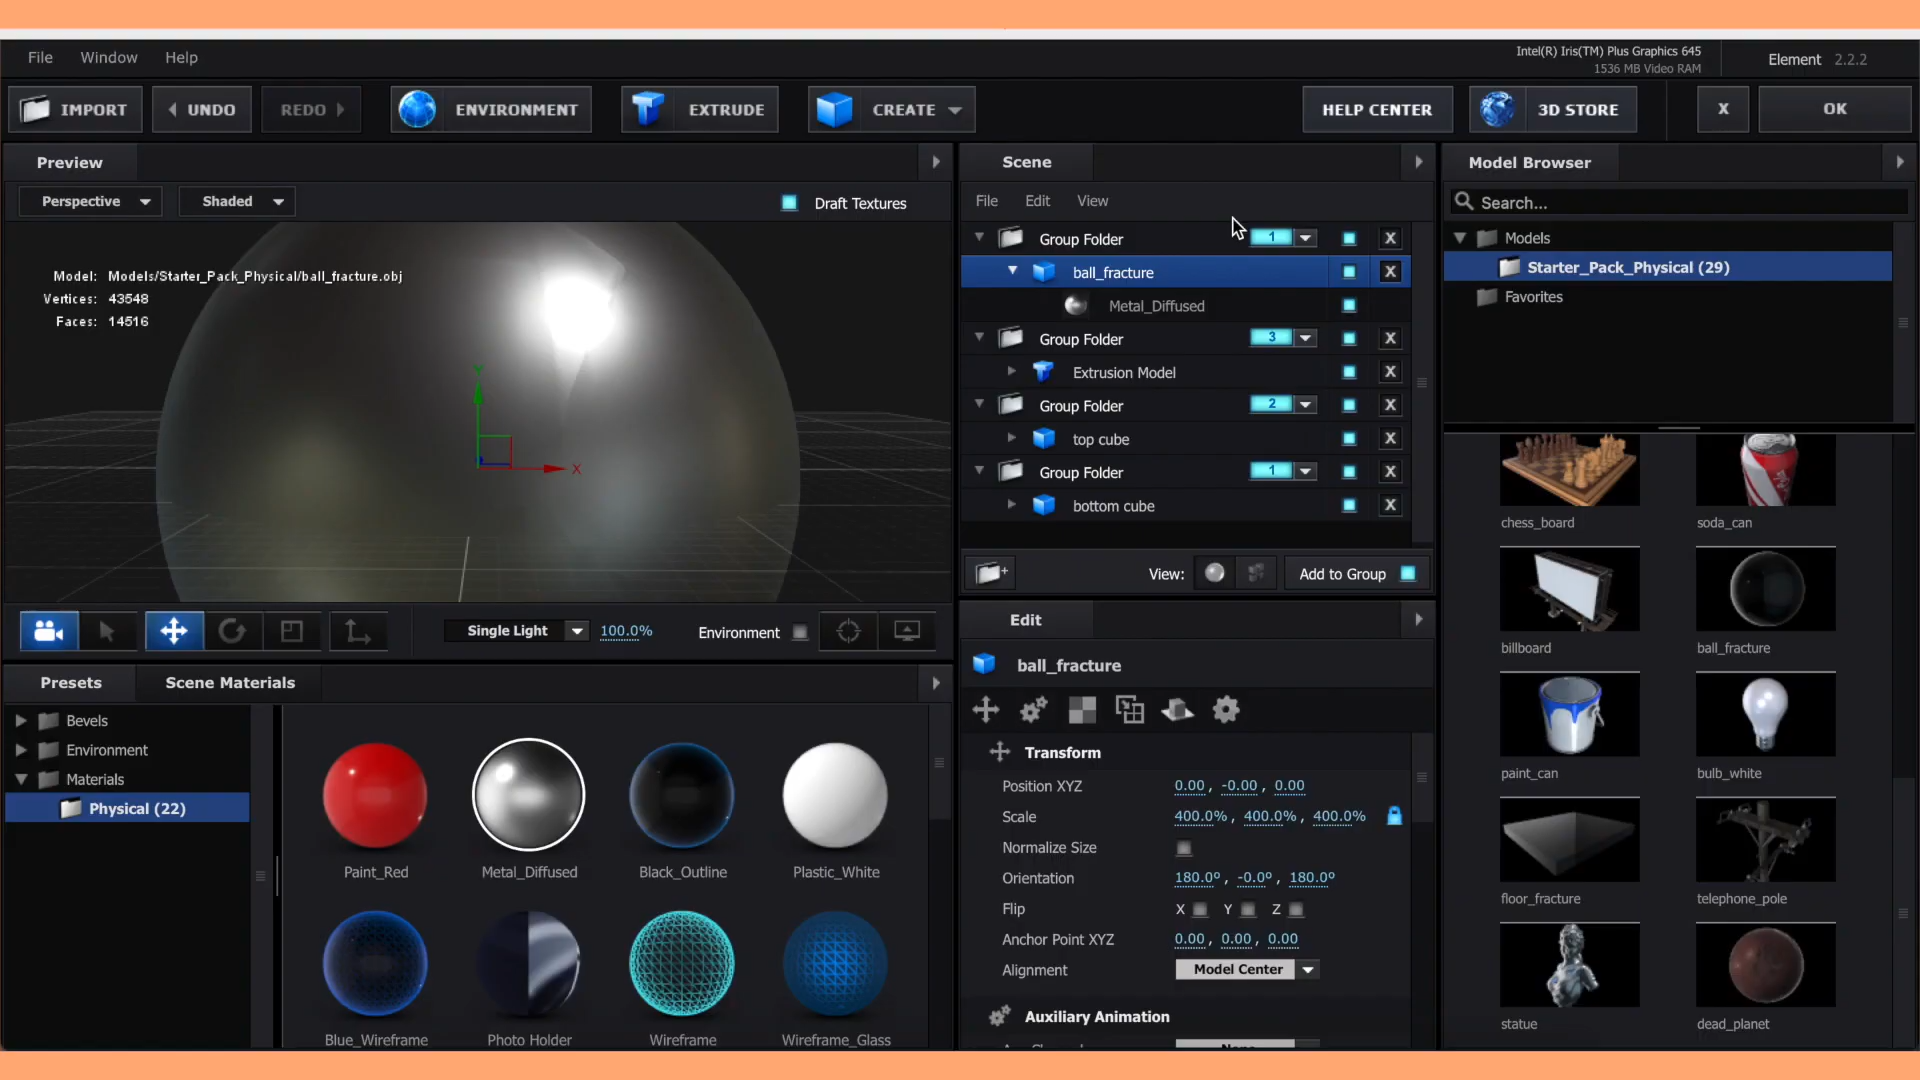 File Window Help
Intel(R) Iris(TM) Plus Graphics 645
1536 MB Video RAM
Element 2.2.2
IMPORT UNDO REDO ENVIRONMENT EXTRUDE CREATE HELP CENTER 3D STORE X OK
Preview
Perspective Shaded Draft Textures
Model: Models/Starter_Pack_Physical/ball_fracture.obj
Vertices: 43548
Faces: 14516
Y
X
Single Light 100.0% Environment
Presets Scene Materials
Bevels
Environment
Materials
Physical (22)
Paint_Red Metal_Diffused Black_Outline Plastic_White
Blue_Wireframe Photo Holder Wireframe Wireframe_Glass
Scene
File Edit View
Group Folder 1 X
ball_fracture X
Metal_Diffused
Group Folder 3 X
Extrusion Model X
Group Folder 2 X
top cube X
Group Folder 1 X
bottom cube X
View: Add to Group
Edit
ball_fracture
Transform
Position XYZ 0.00, -0.00, 0.00
Scale 400.0%, 400.0%, 400.0%
Normalize Size
Orientation 180.0°, -0.0°, 180.0°
Flip X Y Z
Anchor Point XYZ 0.00, 0.00, 0.00
Alignment Model Center
Auxiliary Animation
Model Browser
Search...
Models
Starter_Pack_Physical (29)
Favorites
chess_board soda_can
billboard ball_fracture
paint_can bulb_white
floor_fracture telephone_pole
statue dead_planet